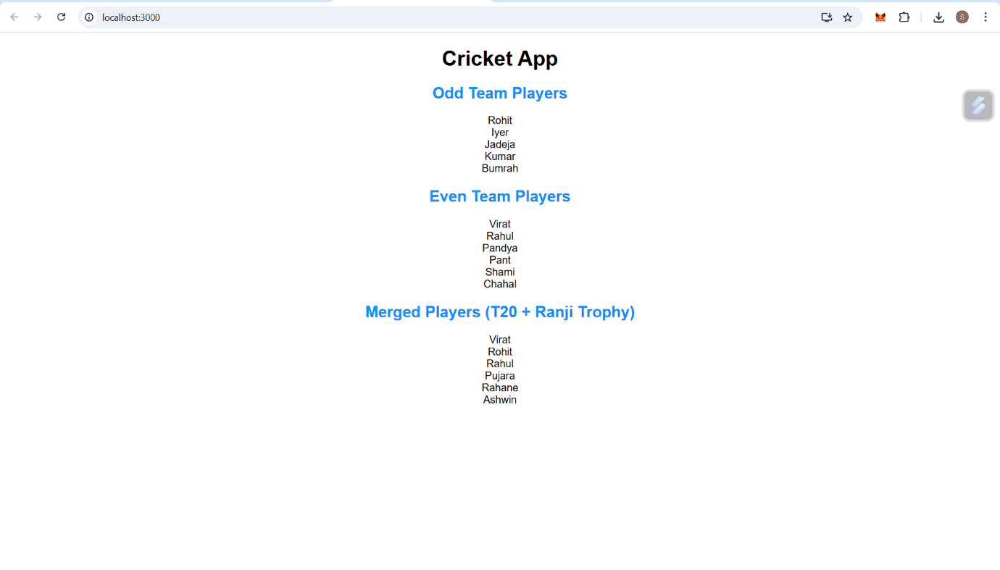 localhost:3000
S
Cricket App
Odd Team Players
Rohit
Iyer
Jadeja
Kumar
Bumrah
Even Team Players
Virat
Rahul
Pandya
Pant
Shami
Chahal
Merged Players (T20 + Ranji Trophy)
Virat
Rohit
Rahul
Pujara
Rahane
Ashwin